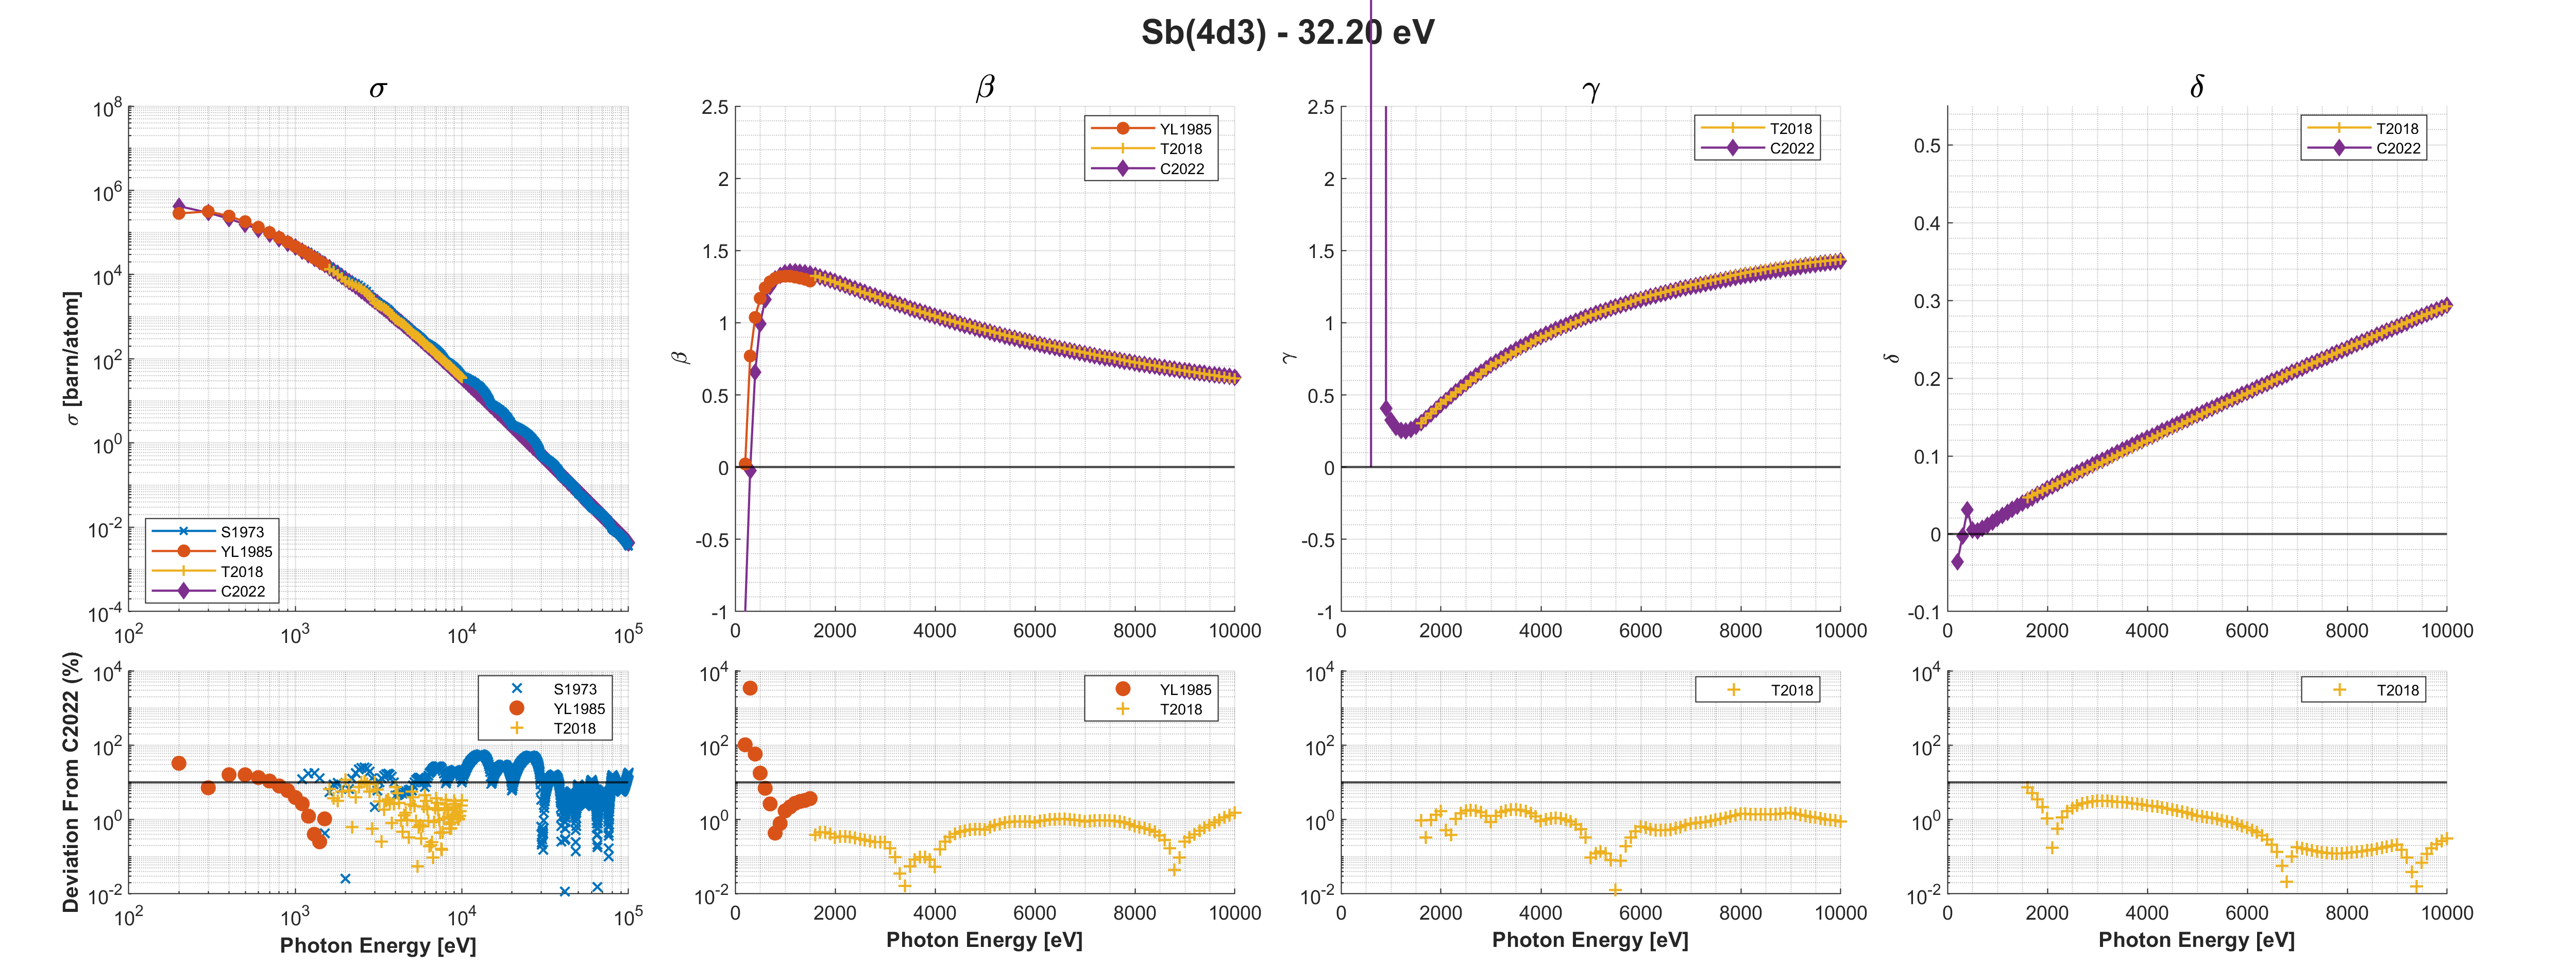 Sb(4d3) - 32.20 eV
σ
10^8
10^6
10^4
10^2
10^0
10^-2
10^-4
10^2 10^3 10^4 10^5
σ [barn/atom]
S1973
YL1985
T2018
C2022
β
2.5
2
1.5
1
0.5
0
-0.5
-1
0 2000 4000 6000 8000 10000
β
YL1985
T2018
C2022
γ
2.5
2
1.5
1
0.5
0
-0.5
-1
0 2000 4000 6000 8000 10000
γ
T2018
C2022
δ
0.5
0.4
0.3
0.2
0.1
0
-0.1
0 2000 4000 6000 8000 10000
δ
T2018
C2022
10^4
10^2
10^0
10^-2
10^2 10^3 10^4 10^5
Deviation From C2022 (%)
Photon Energy [eV]
S1973
YL1985
T2018
10^4
10^2
10^0
10^-2
0 2000 4000 6000 8000 10000
Photon Energy [eV]
YL1985
T2018
10^4
10^2
10^0
10^-2
0 2000 4000 6000 8000 10000
Photon Energy [eV]
T2018
10^4
10^2
10^0
10^-2
0 2000 4000 6000 8000 10000
Photon Energy [eV]
T2018